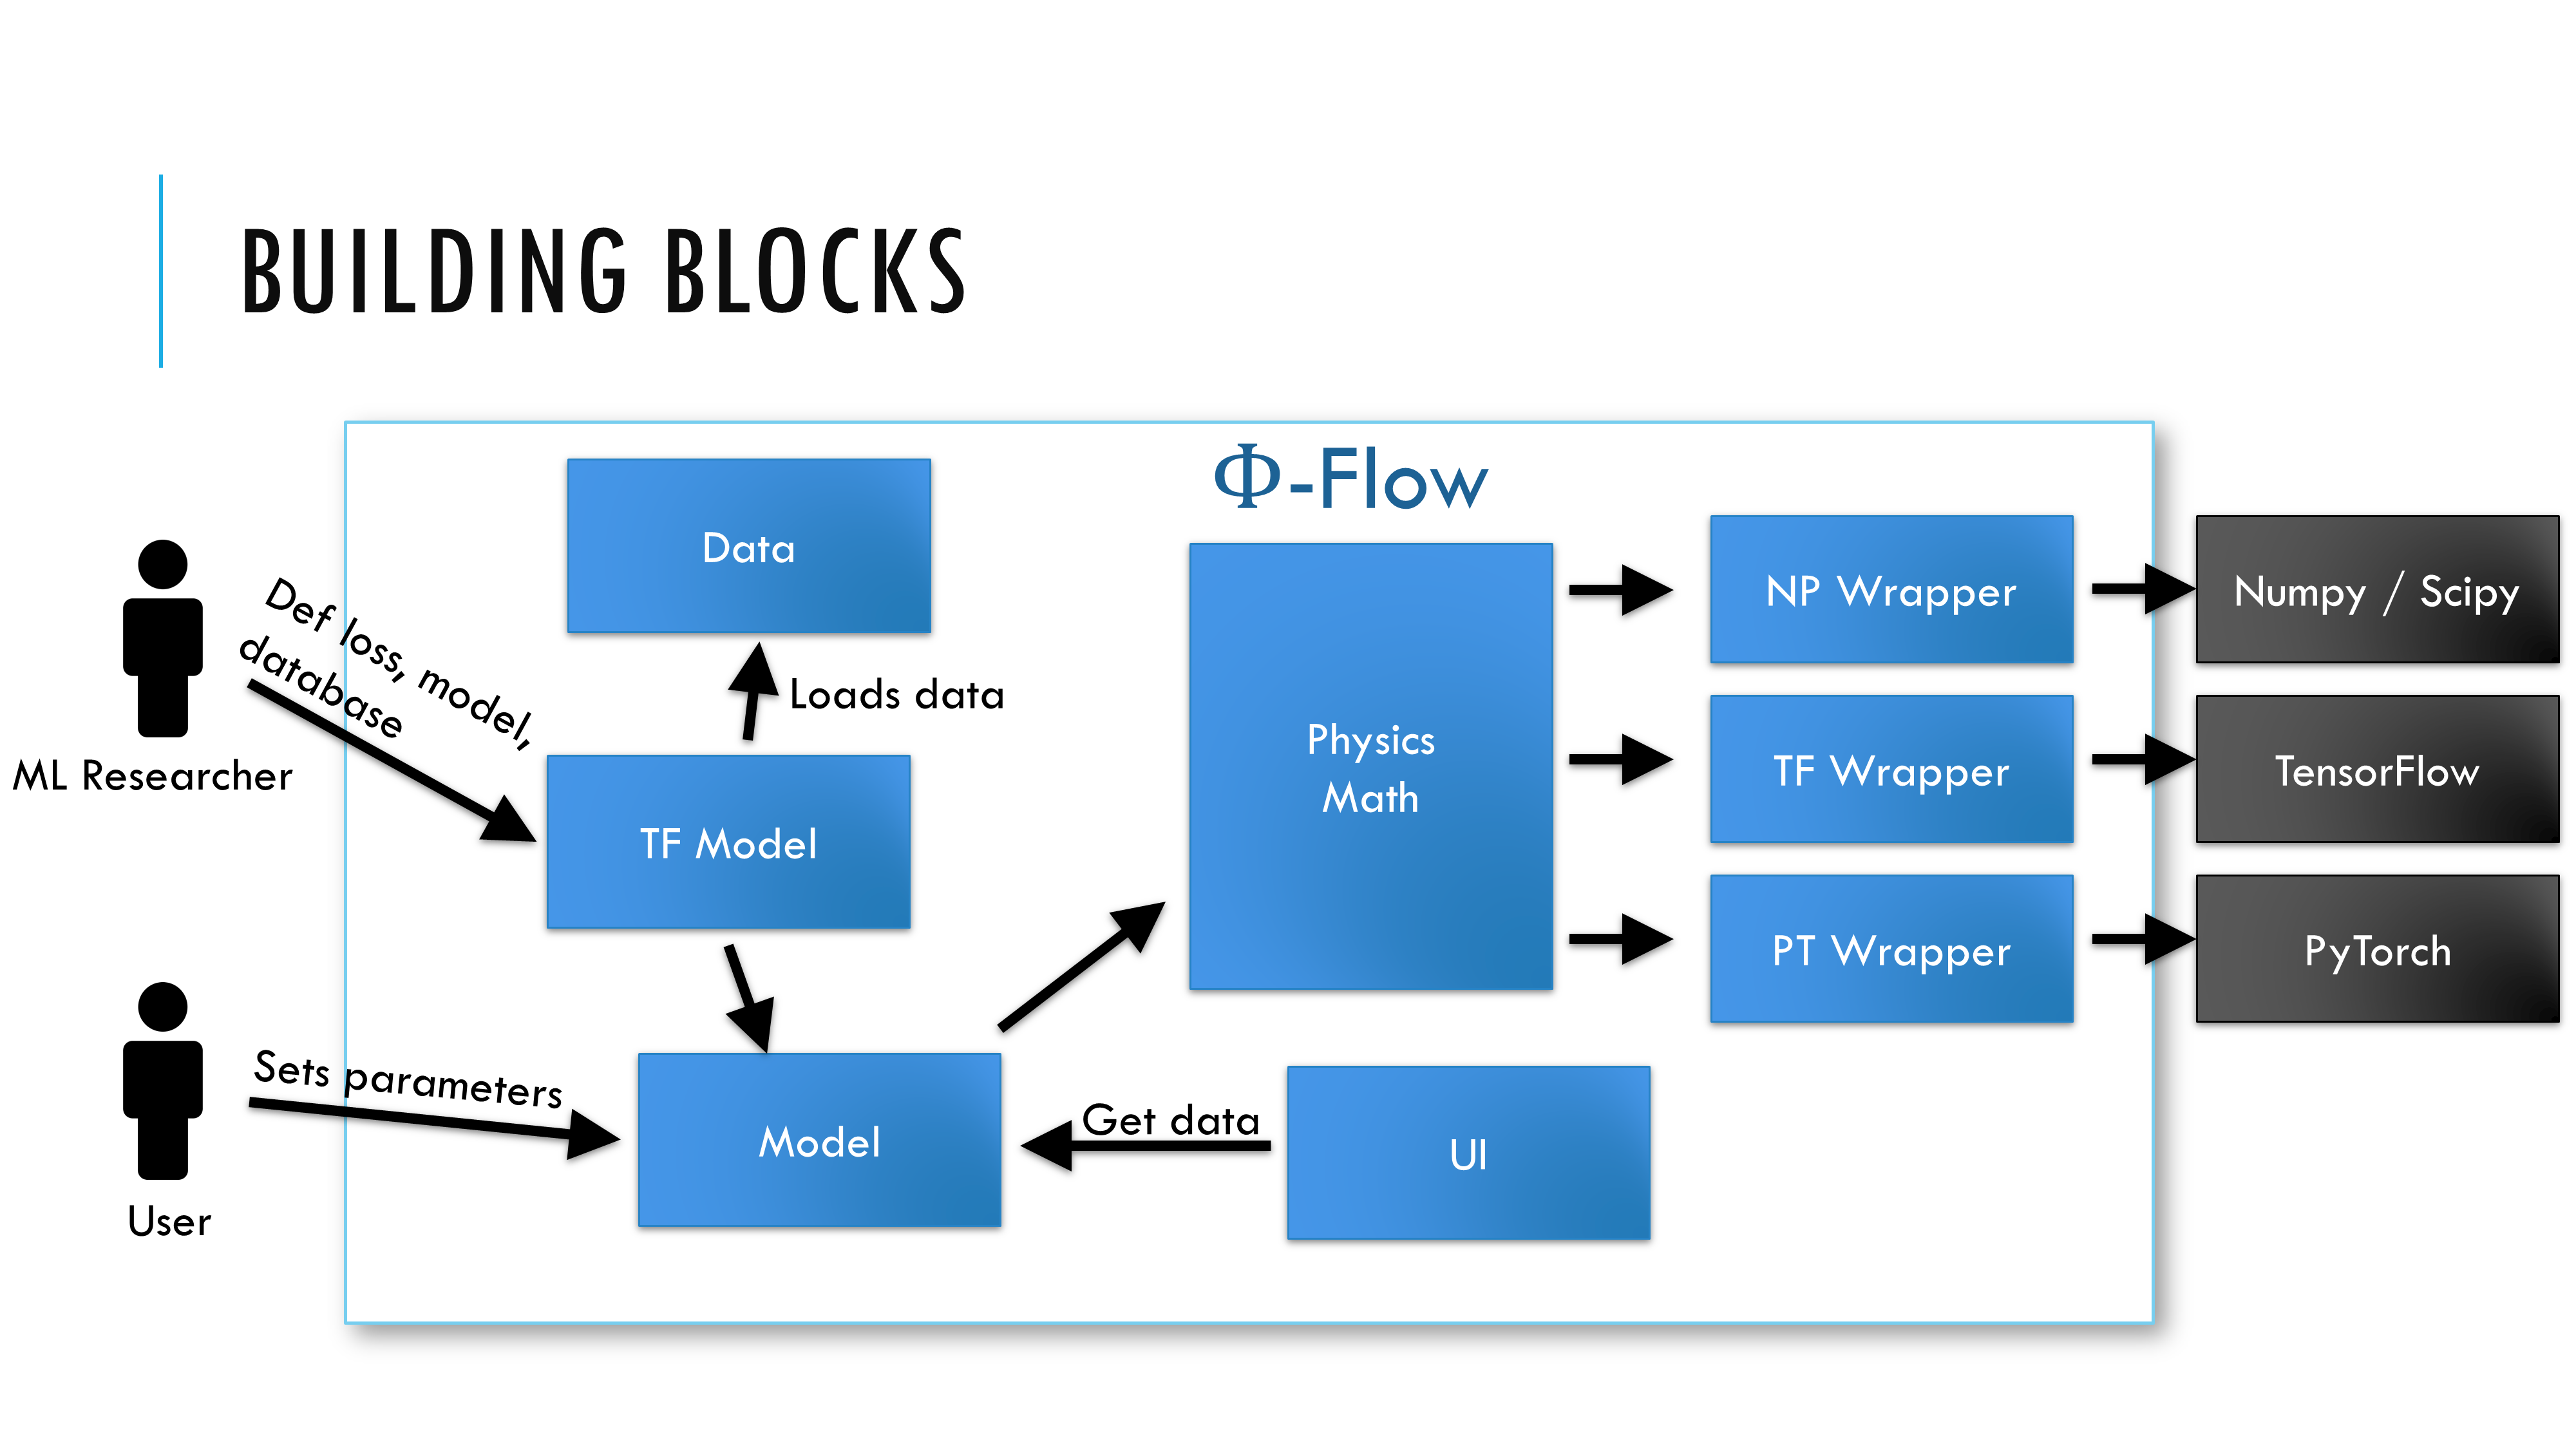 BUILDING BLOCKS
Φ-Flow
Data
Def loss, model,
database
Loads data
ML Researcher
TF Model
Physics
Math
NP Wrapper
Numpy / Scipy
TF Wrapper
TensorFlow
PT Wrapper
PyTorch
Sets parameters
User
Model
Get data
UI